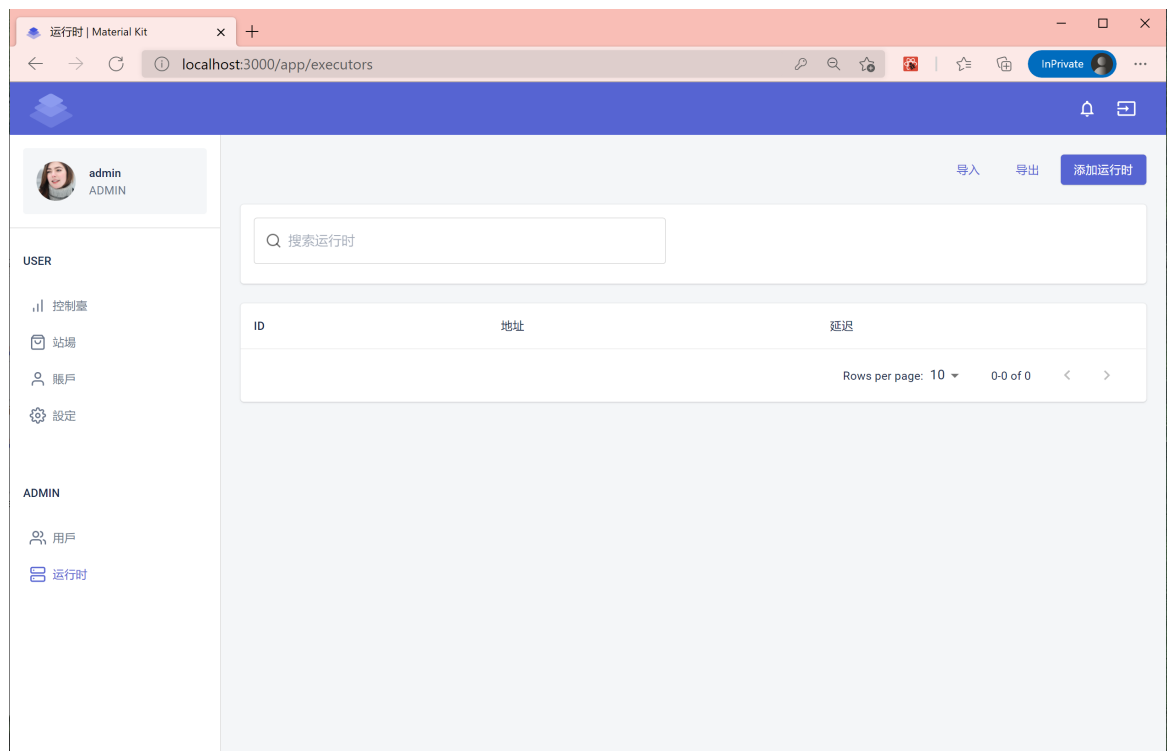 运行时 | Material Kit
localhost:3000/app/executors
InPrivate
admin
ADMIN
导入 导出 添加运行时
搜索运行时
USER
控制臺
站場
賬戶
設定
ID 地址 延迟
Rows per page: 10 0-0 of 0
ADMIN
用戶
运行时